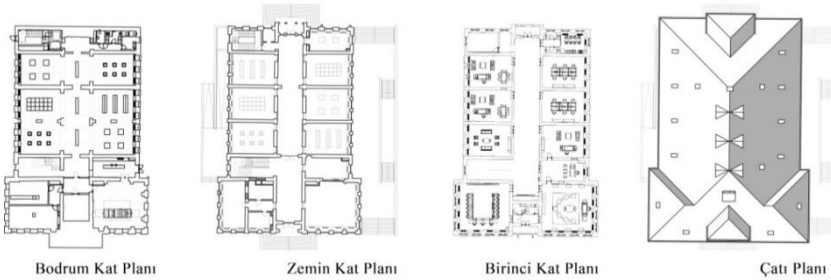 Bodrum Kat Planı
Zemin Kat Planı
Birinci Kat Planı
Çatı Planı